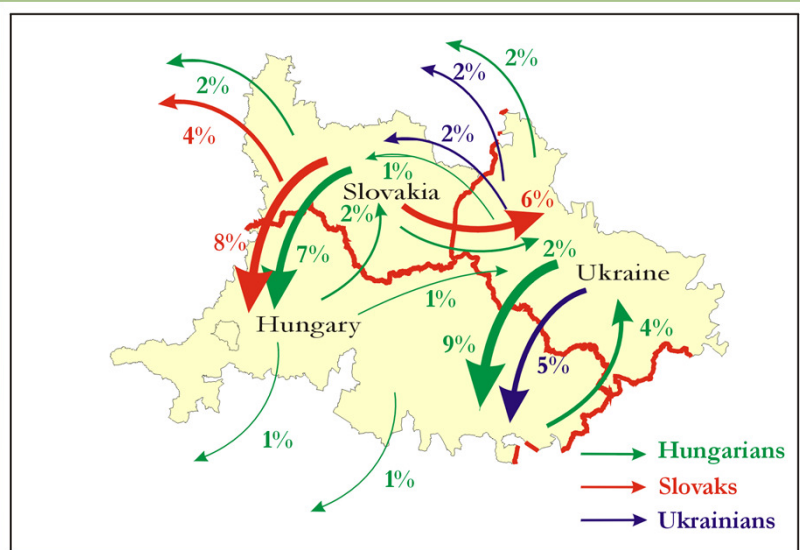 2%
2%
2%
4%
2%
1%
Slovakia
6%
2%
8%
7%
2%
Ukraine
1%
Hungary
9%
4%
5%
1%
1%
Hungarians
Slovaks
Ukrainians